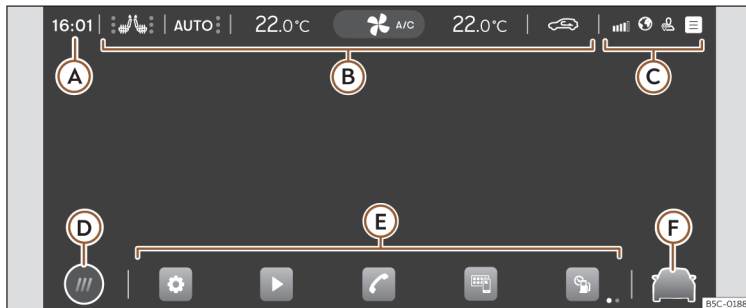 16:01 AUTO 22.0°C A/C 22.0°C
A B C
D E F
B5C-0188